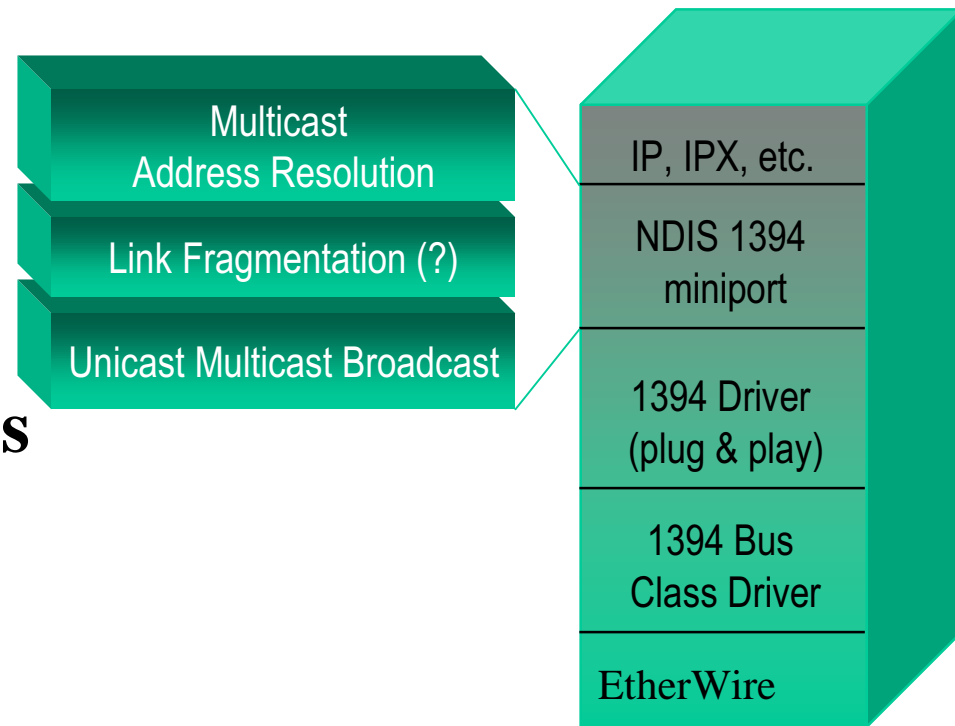 Multicast
Address Resolution
Link Fragmentation (?)
Unicast Multicast Broadcast
s
IP, IPX, etc.
NDIS 1394
miniport
1394 Driver
(plug & play)
1394 Bus
Class Driver
EtherWire